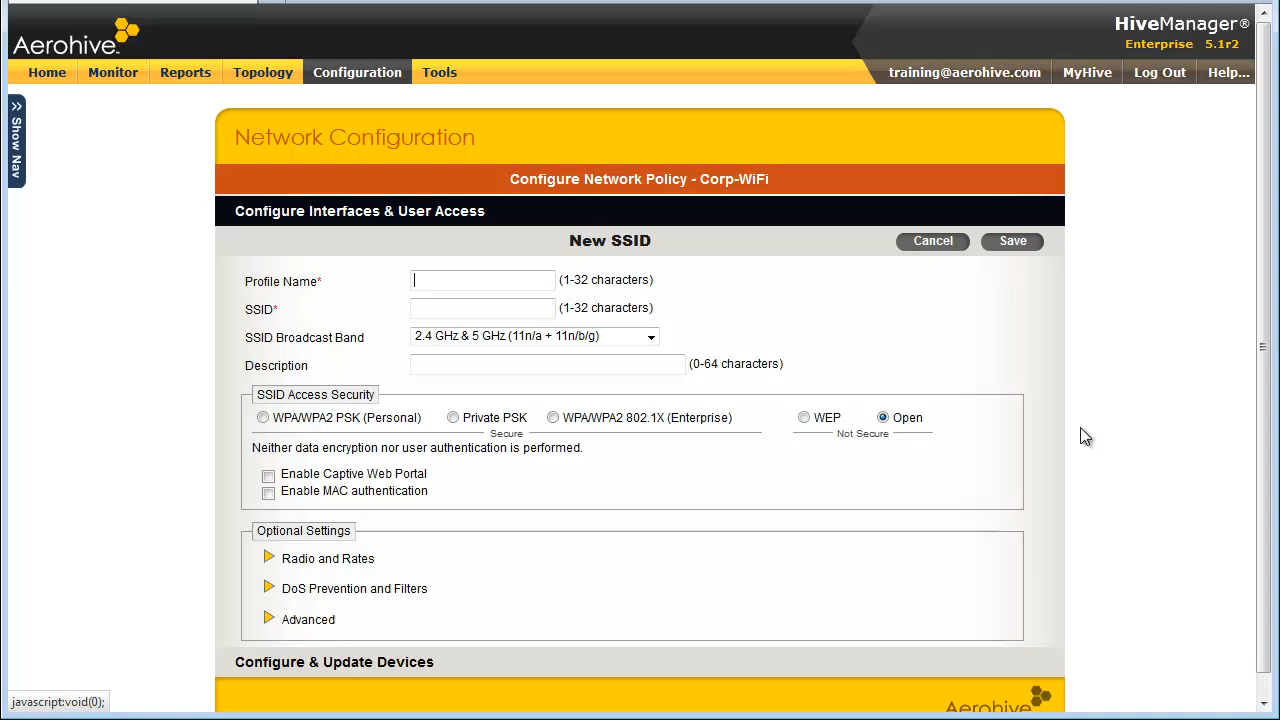 Aerohive
HiveManager®
Enterprise 5.1r2
Home Monitor Reports Topology Configuration Tools training@aerohive.com MyHive Log Out Help...
Show Nav
Network Configuration
Configure Network Policy - Corp-WiFi
Configure Interfaces & User Access
New SSID Cancel Save
Profile Name* (1-32 characters)
SSID* (1-32 characters)
SSID Broadcast Band 2.4 GHz & 5 GHz (11n/a + 11n/b/g)
Description (0-64 characters)
SSID Access Security
WPA/WPA2 PSK (Personal) Private PSK WPA/WPA2 802.1X (Enterprise) WEP Open
Secure Not Secure
Neither data encryption nor user authentication is performed.
Enable Captive Web Portal
Enable MAC authentication
Optional Settings
Radio and Rates
DoS Prevention and Filters
Advanced
Configure & Update Devices
javascript:void(0);
Aerohive